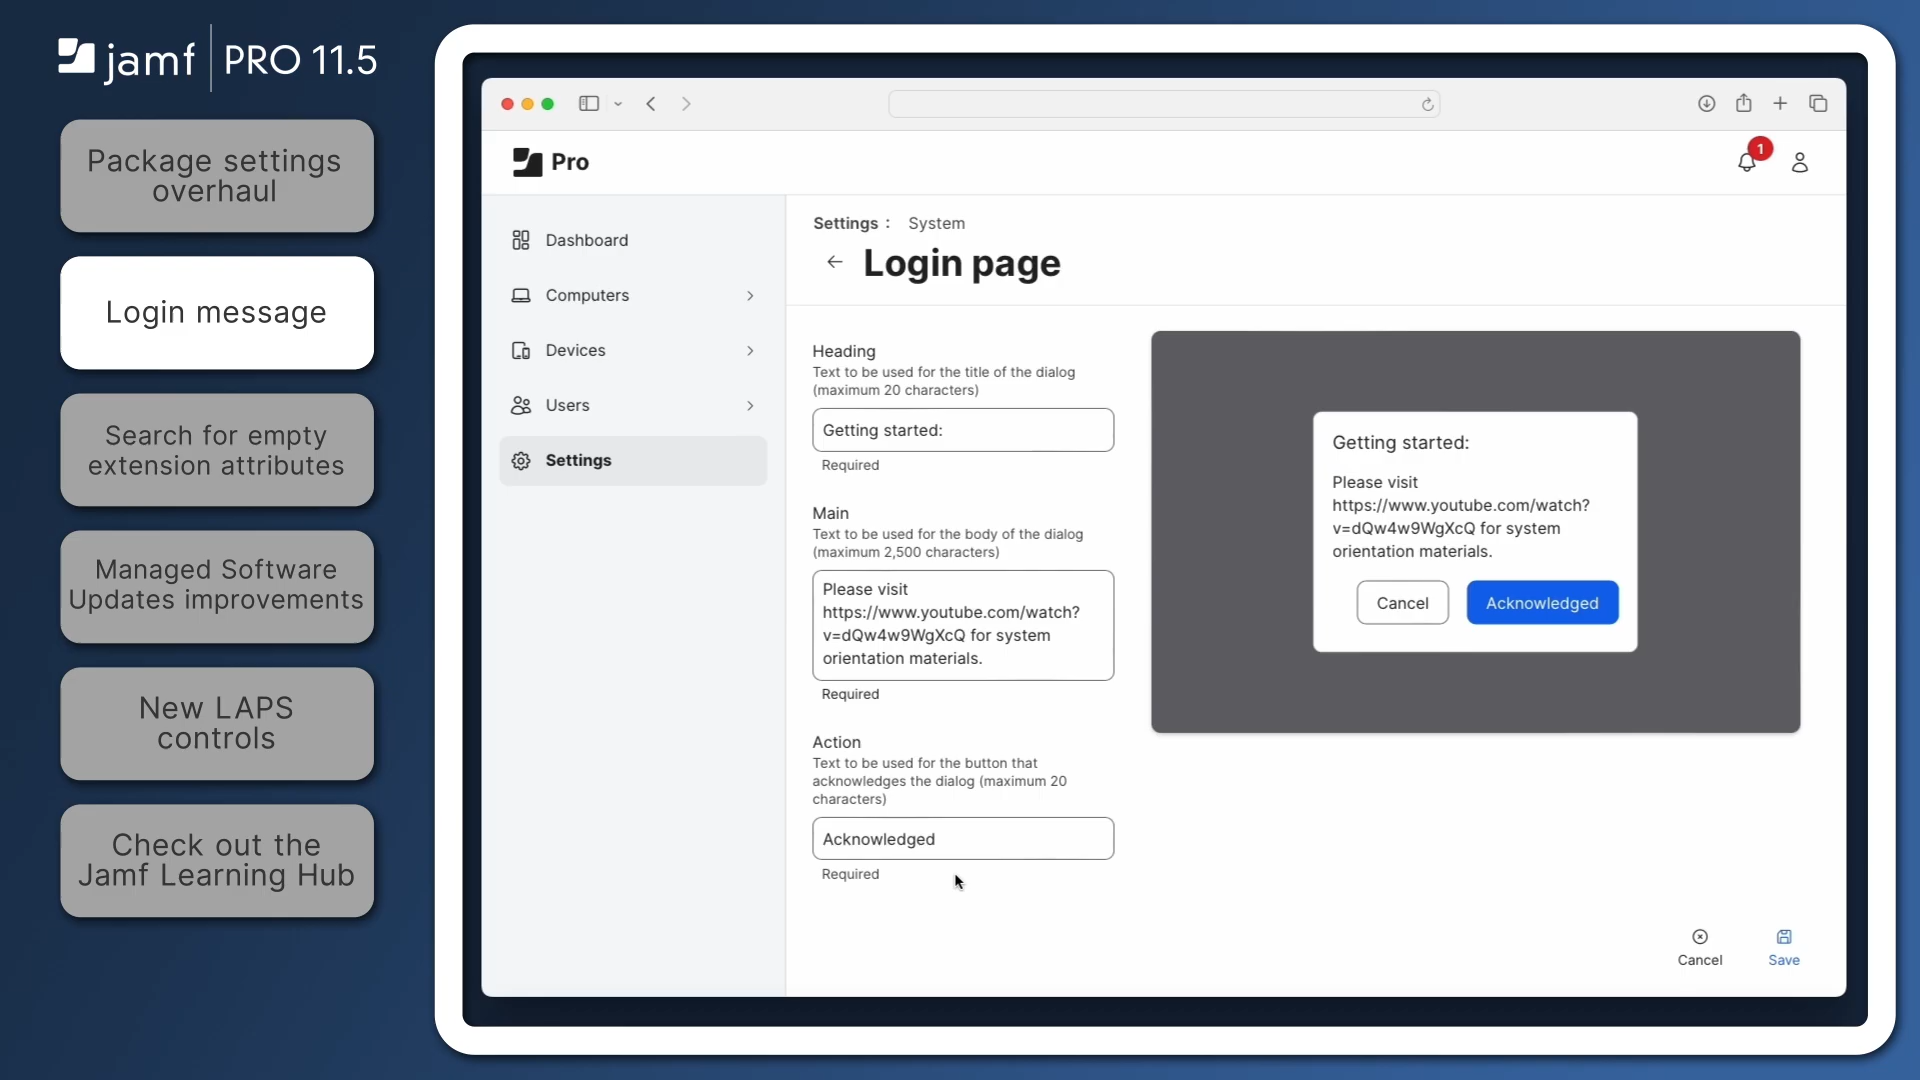 jamf | PRO 11.5
Package settings
overhaul
Login message
Search for empty
extension attributes
Managed Software
Updates improvements
New LAPS
controls
Check out the
Jamf Learning Hub
Pro
1
Dashboard
Computers
Devices
Users
Settings
Settings : System
Login page
Heading
Text to be used for the title of the dialog
(maximum 20 characters)
Getting started:
Required
Main
Text to be used for the body of the dialog
(maximum 2,500 characters)
Please visit
https://www.youtube.com/watch?
v=dQw4w9WgXcQ for system
orientation materials.
Required
Action
Text to be used for the button that
acknowledges the dialog (maximum 20
characters)
Acknowledged
Required
Getting started:
Please visit
https://www.youtube.com/watch?
v=dQw4w9WgXcQ for system
orientation materials.
Cancel
Acknowledged
Cancel
Save